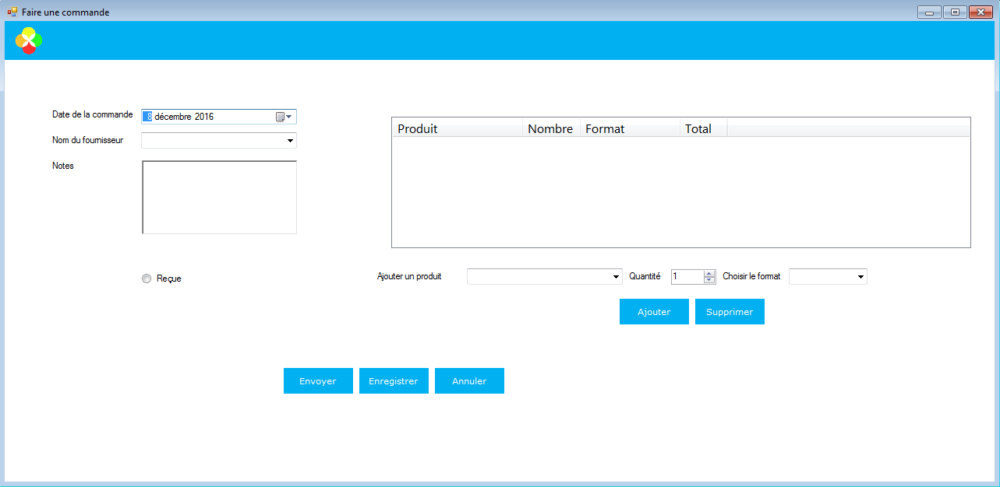 Faire une commande
Date de la commande 8 décembre 2016
Nom du fournisseur
Notes
Produit Nombre Format Total
Reçue
Ajouter un produit Quantité 1 Choisir le format
Ajouter Supprimer
Envoyer Enregistrer Annuler